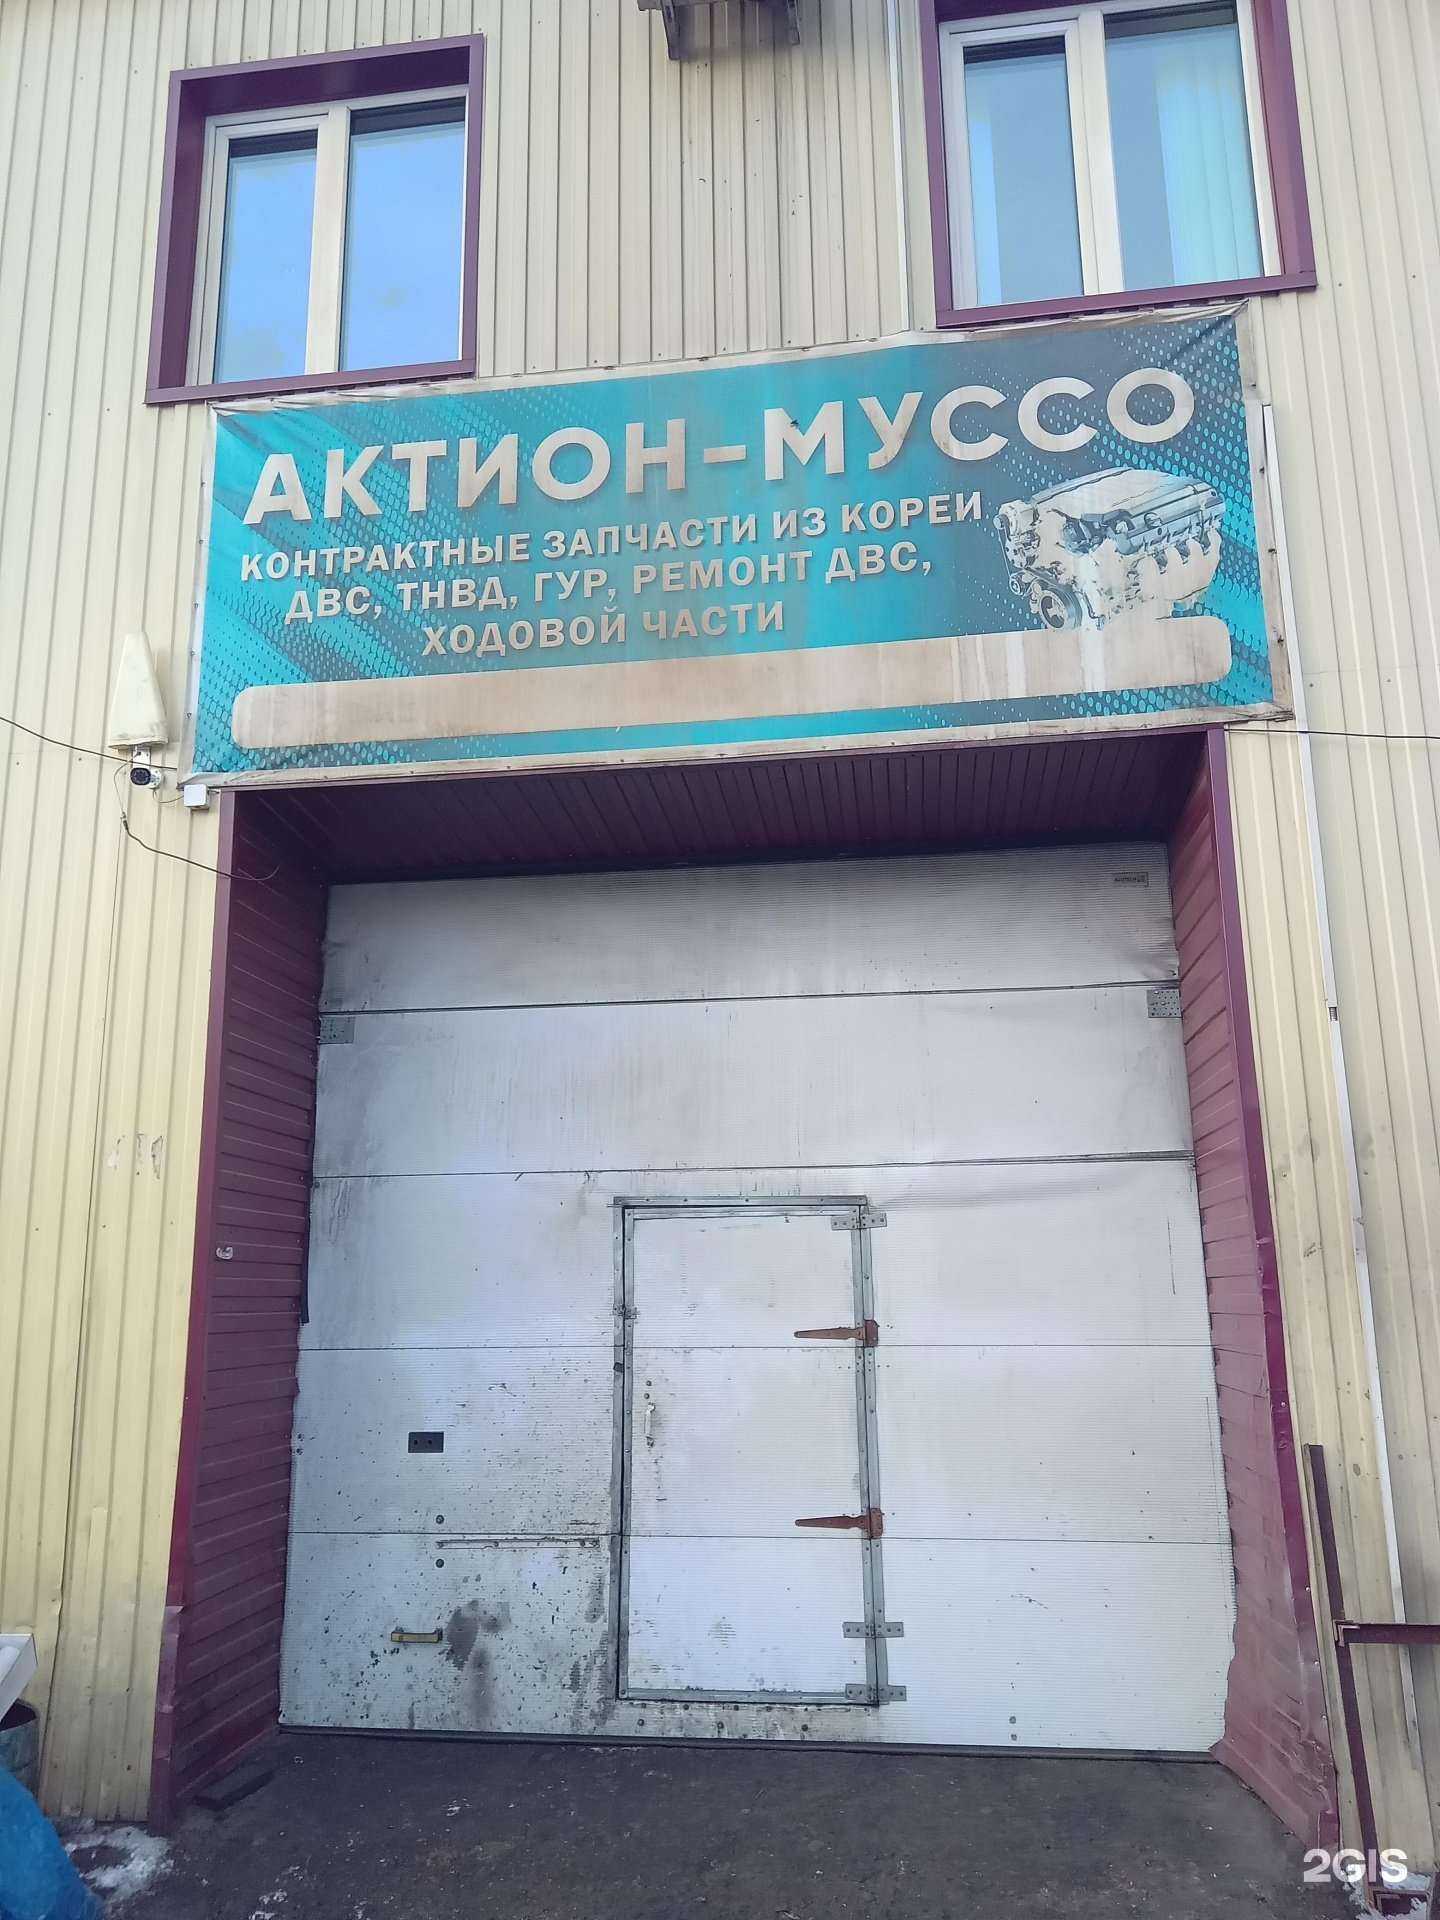 АКТИОН-МУССО
КОНТРАКТНЫЕ ЗАПЧАСТИ ИЗ КОРЕИ
ДВС, ТНВД, ГУР, РЕМОНТ ДВС,
ХОДОВОЙ ЧАСТИ
2GIS